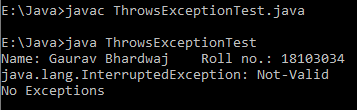 E:\Java>javac ThrowsExceptionTest.java
E:\Java>java ThrowsExceptionTest
Name: Gaurav Bhardwaj    Roll no.: 18103034
java.lang.InterruptedException: Not-Valid
No Exceptions